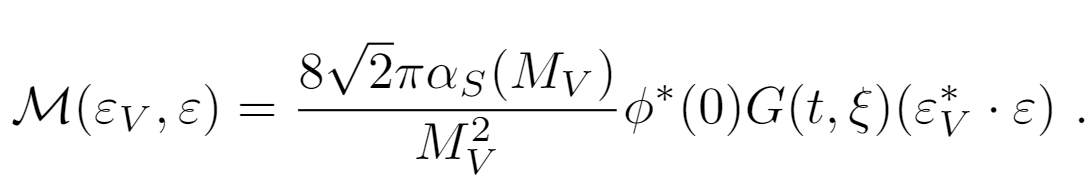 \mathcal{M}(\varepsilon_V, \varepsilon) = \frac{8\sqrt{2}\pi\alpha_S(M_V)}{M_V^2} \phi^*(0) G(t, \xi) (\varepsilon_V^* \cdot \varepsilon) \ .